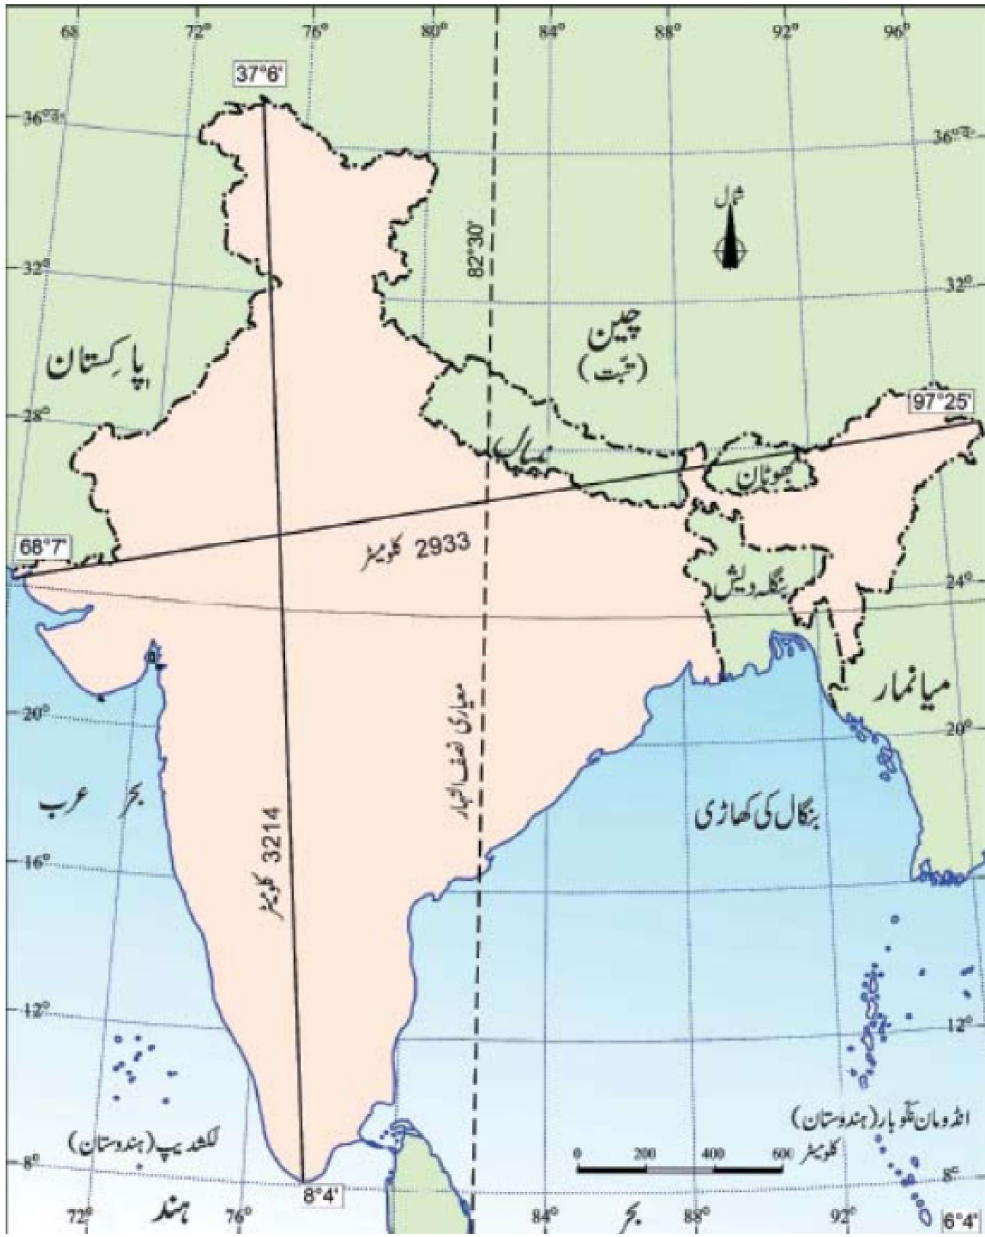 68° 72° 76° 80° 84° 88° 92° 96°
37°6'
36°
36°
شمال
82°30'
32°
32°
چین
(تبّت)
پاکستان
97°25'
28°
نیپال
بھوٹان
68°7'
2933 کلومیٹر
بنگلہ دیش
24°
میانمار
معیاری نصف النہار
20°
20°
بحر عرب
بنگال کی کھاڑی
3214 کلومیٹر
16°
12°
12°
انڈومان نکوبار (ہندوستان)
لکشدیپ (ہندوستان)
0 200 400 600 کلومیٹر
8°
8°
8°4'
ہند
بحر
72° 76° 84° 88° 92°
6°4'